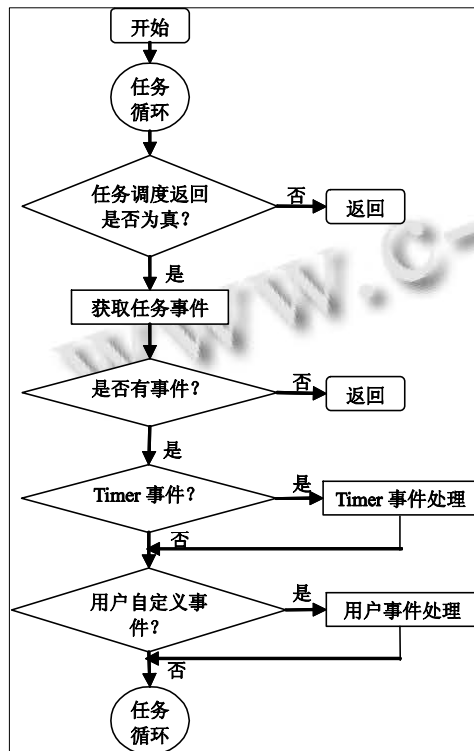 开始
任务
循环
任务调度返回
是否为真？
否
返回
是
获取任务事件
是否有事件？
否
返回
是
Timer 事件？
是
Timer 事件处理
否
用户自定义事
件？
是
用户事件处理
否
任务
循环
www.c-